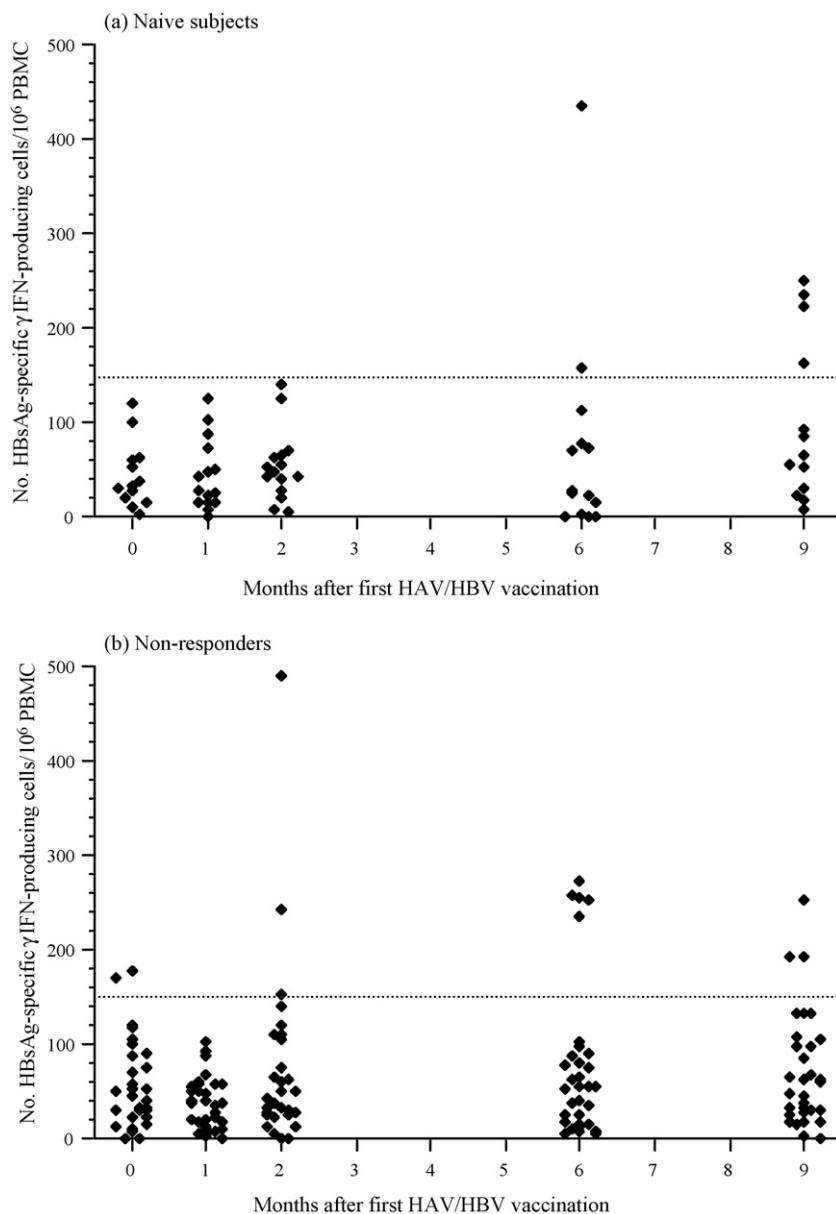 (a) Naive subjects
No. HBsAg-specific γIFN-producing cells/10⁶ PBMC
500
400
300
200
100
0
0 1 2 3 4 5 6 7 8 9
Months after first HAV/HBV vaccination
(b) Non-responders
No. HBsAg-specific γIFN-producing cells/10⁶ PBMC
500
400
300
200
100
0
0 1 2 3 4 5 6 7 8 9
Months after first HAV/HBV vaccination